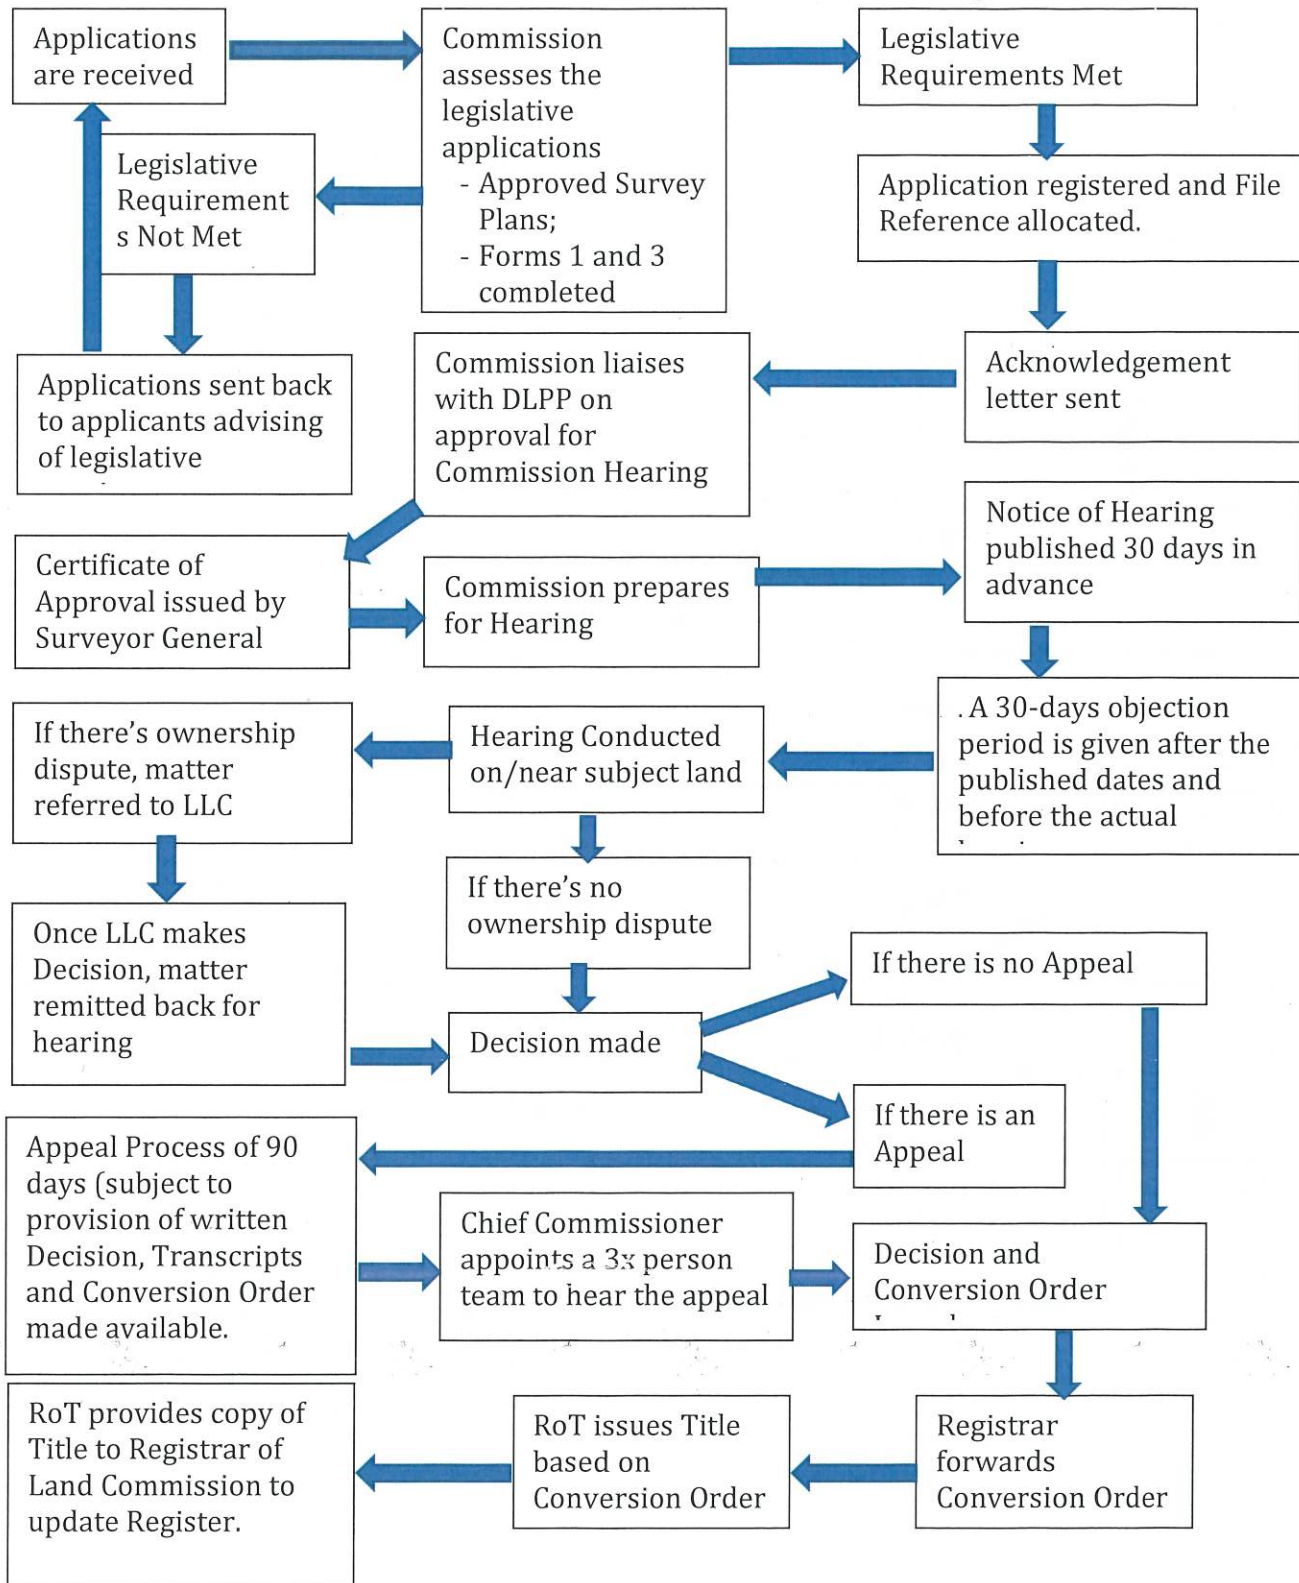 Applications
are received
Commission
assesses the
legislative
applications
- Approved Survey
Plans;
- Forms 1 and 3
completed
Legislative
Requirements Met
Legislative
Requirement
s Not Met
Application registered and File
Reference allocated.
Applications sent back
to applicants advising
of legislative
Commission liaises
with DLPP on
approval for
Commission Hearing
Acknowledgement
letter sent
Certificate of
Approval issued by
Surveyor General
Commission prepares
for Hearing
Notice of Hearing
published 30 days in
advance
. A 30-days objection
period is given after the
published dates and
before the actual
Hearing Conducted
on/near subject land
If there's ownership
dispute, matter
referred to LLC
If there's no
ownership dispute
Once LLC makes
Decision, matter
remitted back for
hearing
Decision made
If there is no Appeal
If there is an
Appeal
Appeal Process of 90
days (subject to
provision of written
Decision, Transcripts
and Conversion Order
made available.
Chief Commissioner
appoints a 3x person
team to hear the appeal
Decision and
Conversion Order
Registrar
forwards
Conversion Order
RoT issues Title
based on
Conversion Order
RoT provides copy of
Title to Registrar of
Land Commission to
update Register.